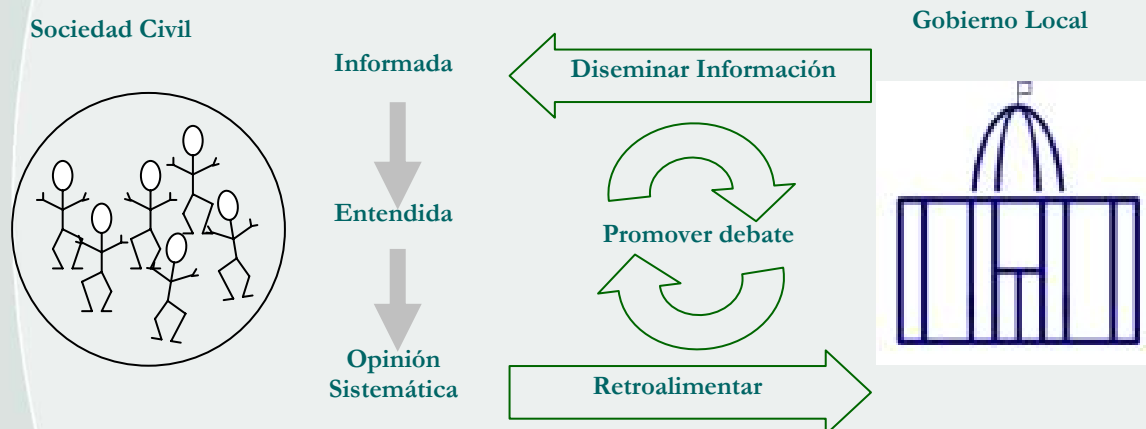 Sociedad Civil
Gobierno Local
Informada
Diseminar Información
Entendida
Promover debate
Opinión
Sistemática
Retroalimentar